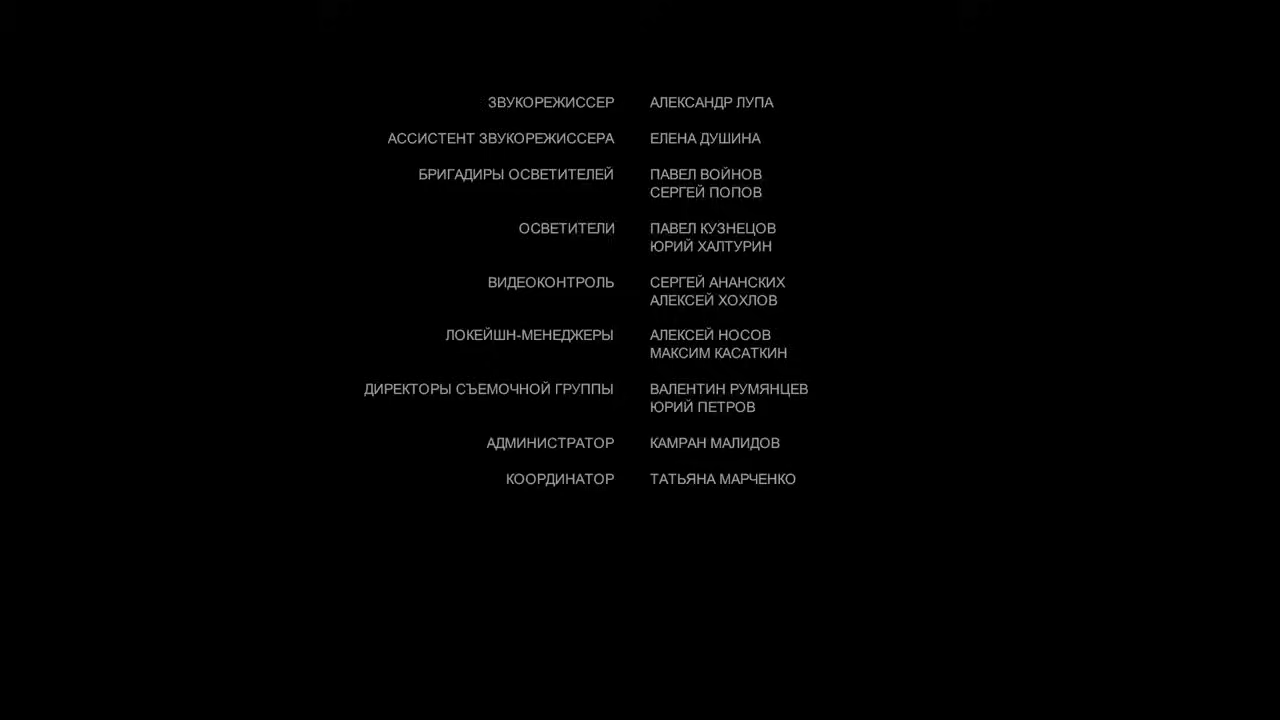 ЗВУКОРЕЖИССЕР АЛЕКСАНДР ЛУПА
АССИСТЕНТ ЗВУКОРЕЖИССЕРА ЕЛЕНА ДУШИНА
БРИГАДИРЫ ОСВЕТИТЕЛЕЙ ПАВЕЛ ВОЙНОВ
СЕРГЕЙ ПОПОВ
ОСВЕТИТЕЛИ ПАВЕЛ КУЗНЕЦОВ
ЮРИЙ ХАЛТУРИН
ВИДЕОКОНТРОЛЬ СЕРГЕЙ АНАНСКИХ
АЛЕКСЕЙ ХОХЛОВ
ЛОКЕЙШН-МЕНЕДЖЕРЫ АЛЕКСЕЙ НОСОВ
МАКСИМ КАСАТКИН
ДИРЕКТОРЫ СЪЕМОЧНОЙ ГРУППЫ ВАЛЕНТИН РУМЯНЦЕВ
ЮРИЙ ПЕТРОВ
АДМИНИСТРАТОР КАМРАН МАЛИДОВ
КООРДИНАТОР ТАТЬЯНА МАРЧЕНКО